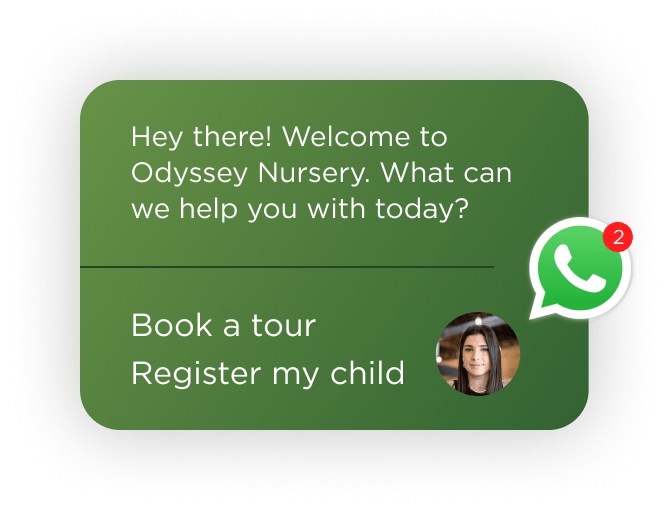 Hey there! Welcome to
Odyssey Nursery. What can
we help you with today?
2
Book a tour
Register my child